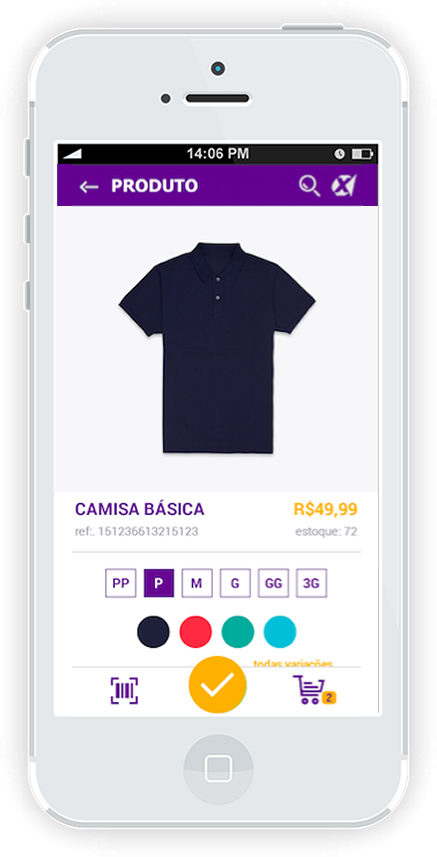 14:06 PM
PRODUTO
CAMISA BÁSICA R$49,99
ref:. 151236613215123 estoque: 72
PP P M G GG 3G
todas variações
2